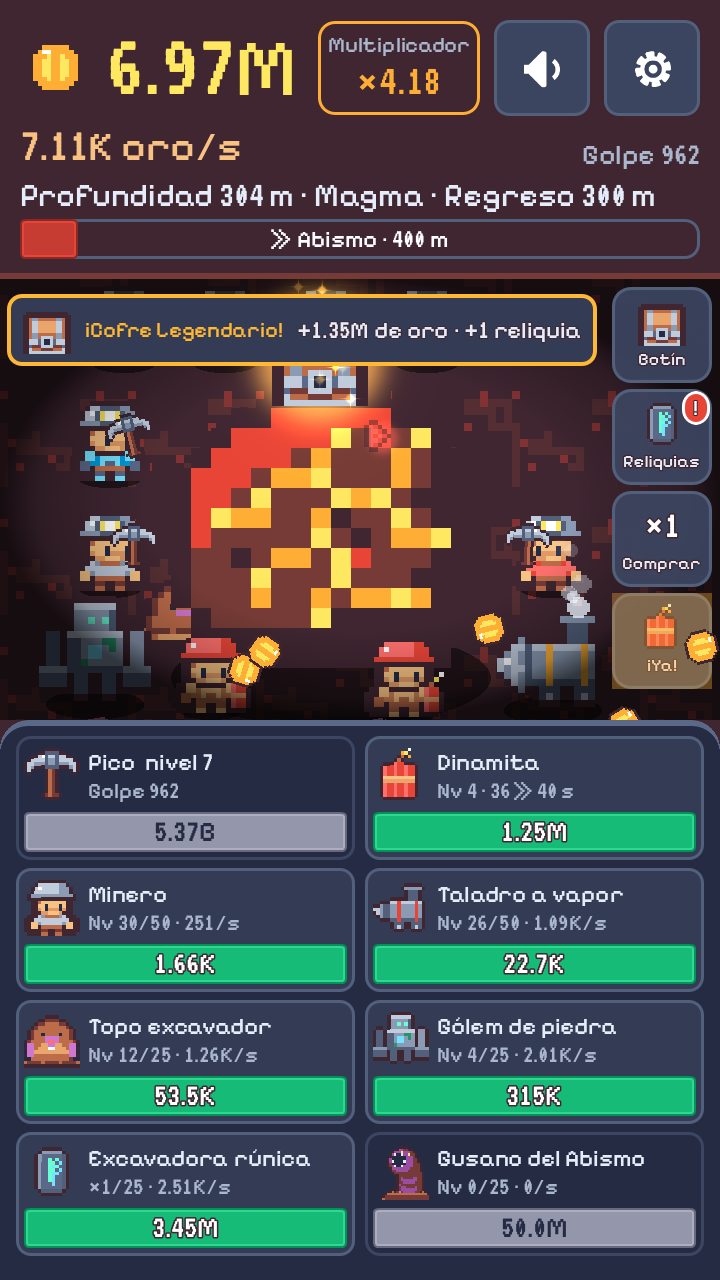 6.97M
Multiplicador
×4.18
7.11K oro/s
Golpe 962
Profundidad 304 m · Magma · Regreso 300 m
Abismo · 400 m
¡Cofre Legendario! +1.35M de oro · +1 reliquia
Botín
!
Reliquias
×1
Comprar
¡Ya!
Pico nivel 7
Golpe 962
5.37B
Dinamita
Nv 4 · 36 ≫ 40 s
1.25M
Minero
Nv 30/50 · 251/s
1.66K
Taladro a vapor
Nv 26/50 · 1.09K/s
22.7K
Topo excavador
Nv 12/25 · 1.26K/s
53.5K
Gólem de piedra
Nv 4/25 · 2.01K/s
315K
Excavadora rúnica
×1/25 · 2.51K/s
3.45M
Gusano del Abismo
Nv 0/25 · 0/s
50.0M